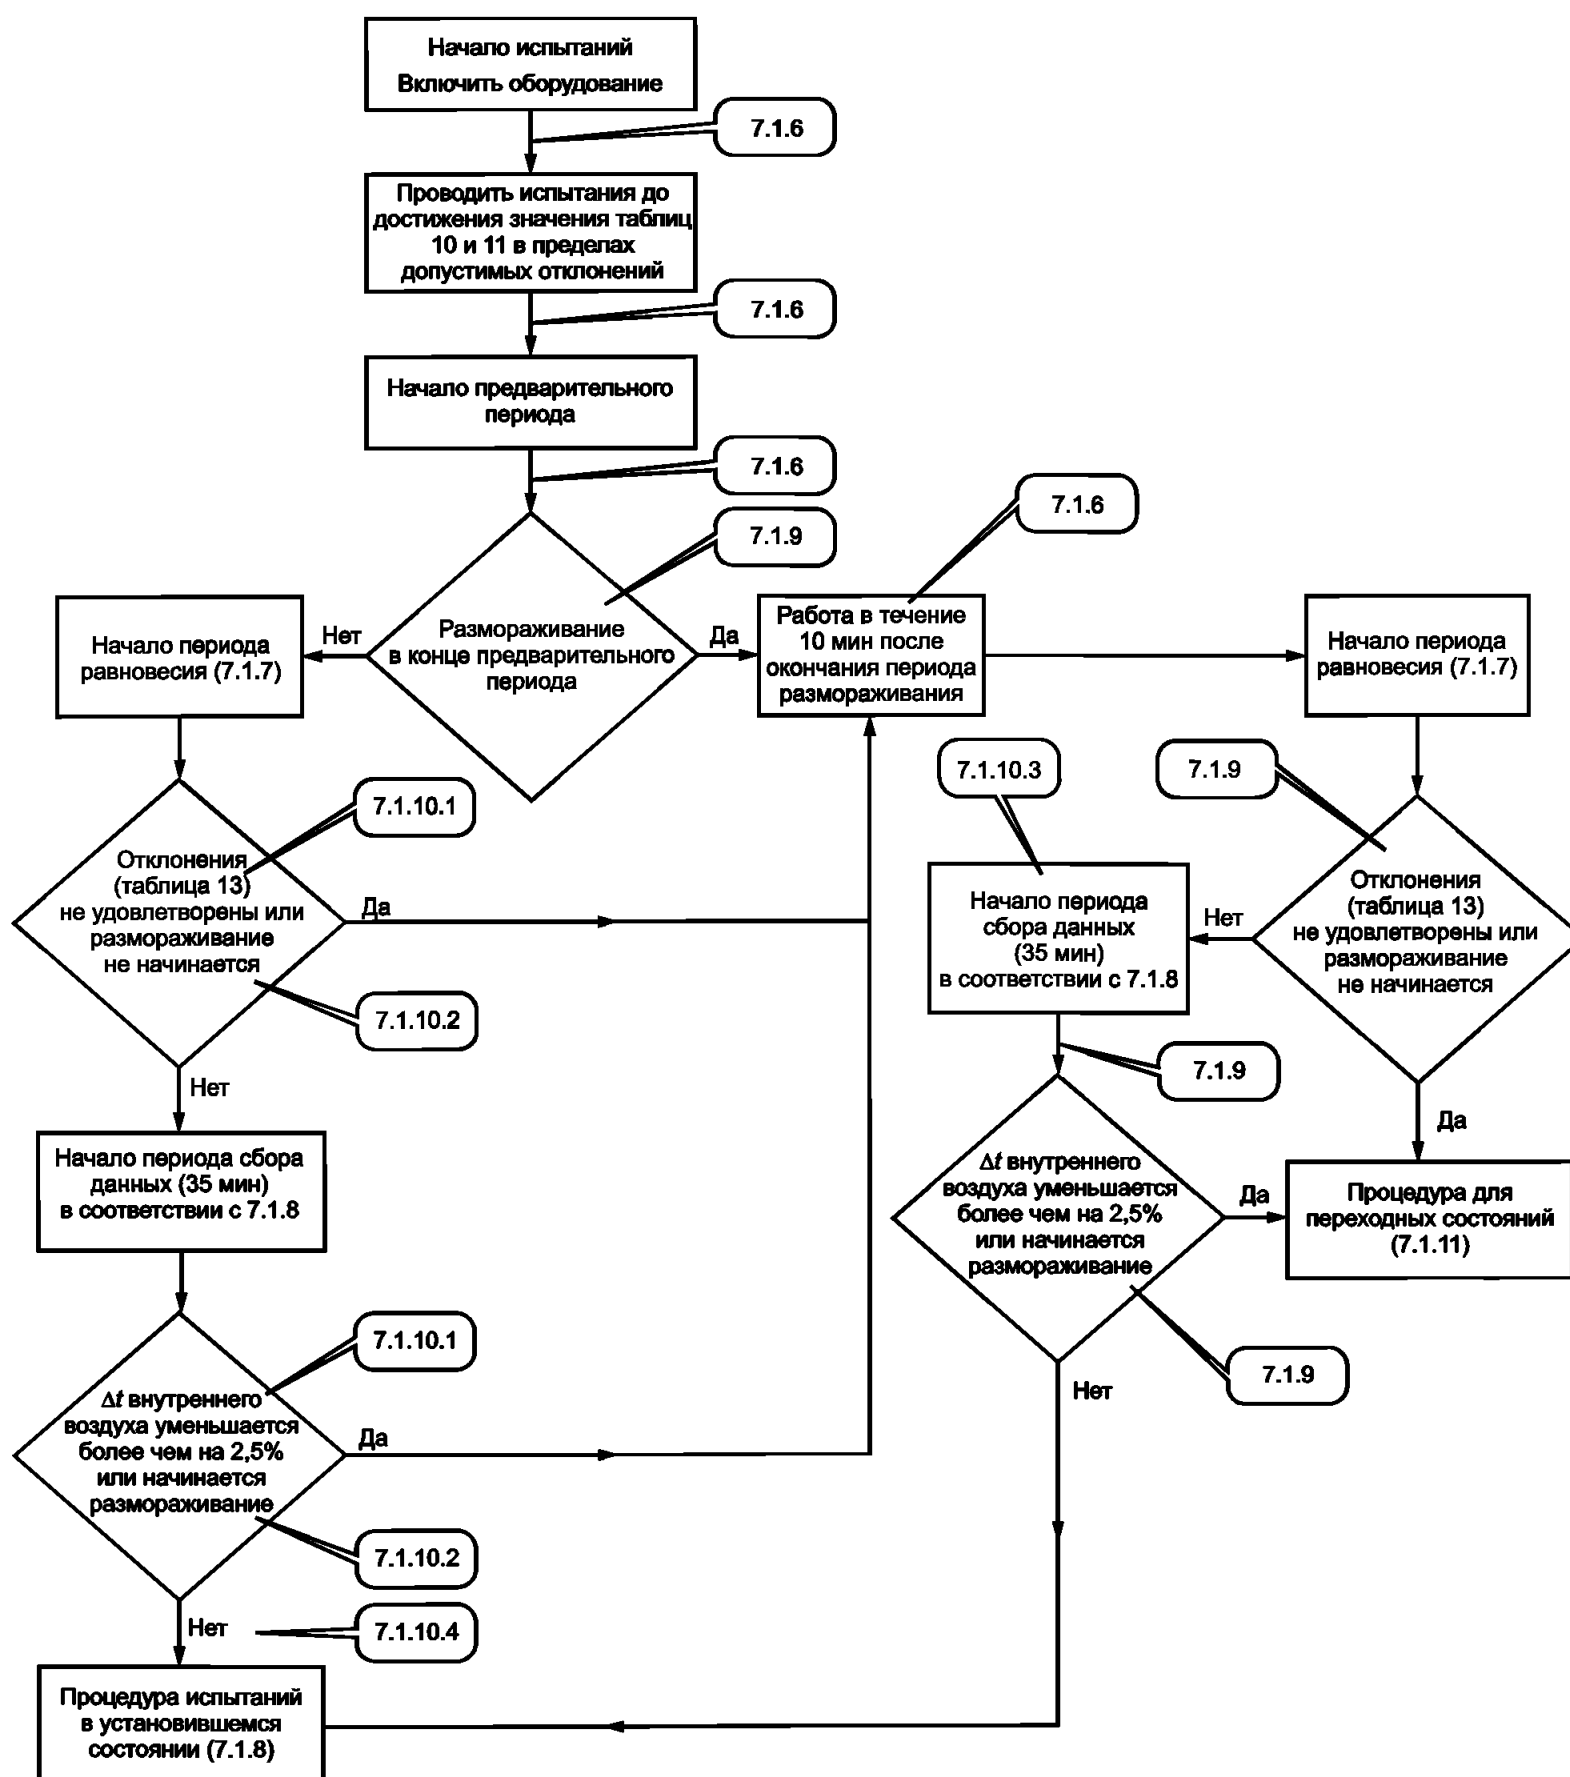 Начало испытаний
Включить оборудование
7.1.6
Проводить испытания до
достижения значения таблиц
10 и 11 в пределах
допустимых отклонений
7.1.6
Начало предварительного
периода
7.1.6
7.1.9
7.1.6
Начало периода
равновесия (7.1.7)
Нет
Размораживание
в конце предварительного
периода
Да
Работа в течение
10 мин после
окончания периода
размораживания
Начало периода
равновесия (7.1.7)
7.1.10.1
Отклонения
(таблица 13)
не удовлетворены или
размораживание
не начинается
Да
7.1.10.2
Нет
7.1.10.3
7.1.9
Начало периода
сбора данных
(35 мин)
в соответствии с 7.1.8
Нет
Отклонения
(таблица 13)
не удовлетворены или
размораживание
не начинается
7.1.9
Да
Начало периода сбора
данных (35 мин)
в соответствии с 7.1.8
Δt внутреннего
воздуха уменьшается
более чем на 2,5%
или начинается
размораживание
Да
Процедура для
переходных состояний
(7.1.11)
7.1.9
Нет
7.1.10.1
Δt внутреннего
воздуха уменьшается
более чем на 2,5%
или начинается
размораживание
Да
7.1.10.2
Нет
7.1.10.4
Процедура испытаний
в установившемся
состоянии (7.1.8)